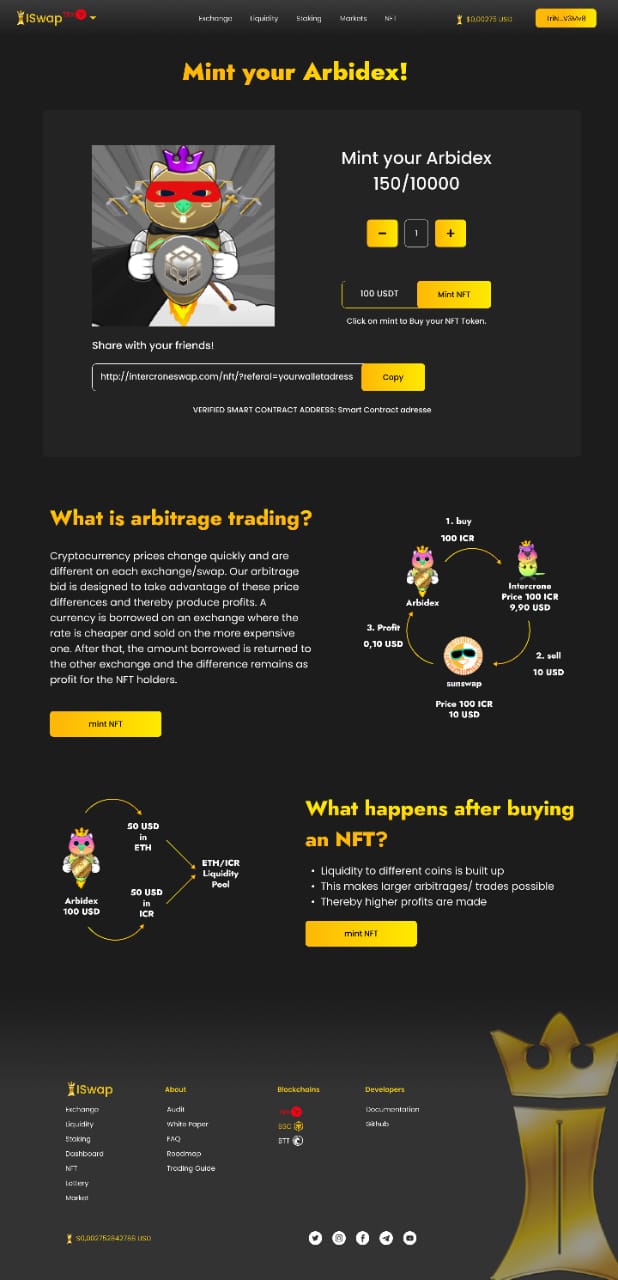 ISwap TRX
Exchange Liquidity Staking Markets NFT
$0,00275 USD
Mint your Arbidex!
Mint your Arbidex
150/10000
− 1 +
100 USDT Mint NFT
Click on mint to Buy your NFT Token.
Share with your friends!
http://intercroneswap.com/nft/?referal=yourwalletadress Copy
VERIFIED SMART CONTRACT ADDRESS: Smart Contract adresse
What is arbitrage trading?
Cryptocurrency prices change quickly and are
different on each exchange/swap. Our arbitrage
bid is designed to take advantage of these price
differences and thereby produce profits. A
currency is borrowed on an exchange where the
rate is cheaper and sold on the more expensive
one. After that, the amount borrowed is returned to
the other exchange and the difference remains as
profit for the NFT holders.
mint NFT
1. buy
100 ICR
Arbidex
Intercrone
Price 100 ICR
9,90 USD
3. Profit
0,10 USD
2. sell
10 USD
sunswap
Price 100 ICR
10 USD
50 USD
in
ETH
Arbidex
100 USD
50 USD
in
ICR
ETH/ICR
Liquidity
Pool
What happens after buying
an NFT?
• Liquidity to different coins is built up
• This makes larger arbitrages/ trades possible
• Thereby higher profits are made
mint NFT
ISwap
Exchange
Liquidity
Staking
Dashboard
NFT
Lottery
Market
About
Audit
White Paper
FAQ
Roadmap
Trading Guide
Blockchains
TRX
BSC
BTT
Developers
Documentation
Github
$0,002752842786 USD